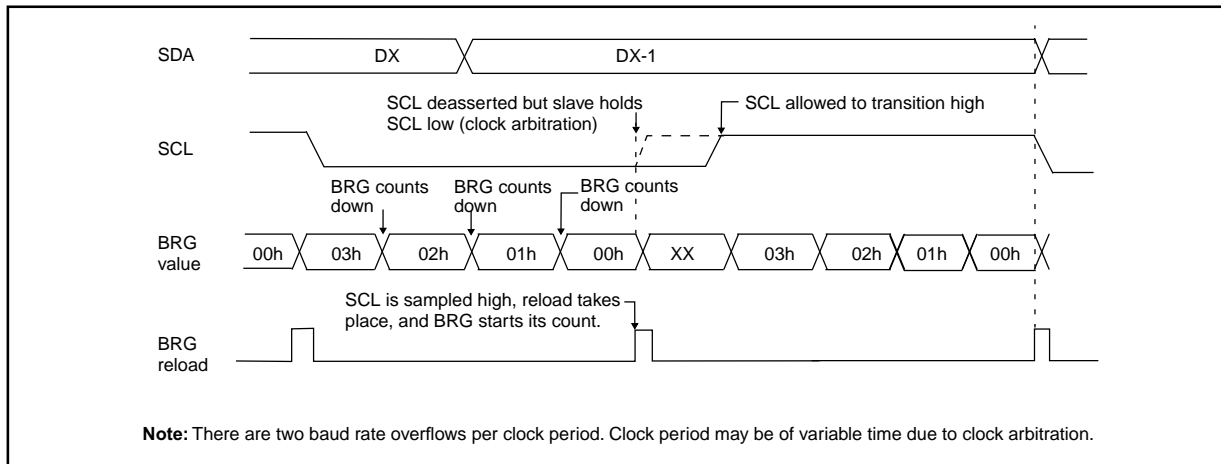 SDA
DX
DX-1
SCL deasserted but slave holds
SCL low (clock arbitration)
SCL allowed to transition high
SCL
BRG counts
down
BRG counts
down
BRG counts
down
BRG
value
00h
03h
02h
01h
00h
XX
03h
02h
01h
00h
SCL is sampled high, reload takes
place, and BRG starts its count.
BRG
reload
Note: There are two baud rate overflows per clock period. Clock period may be of variable time due to clock arbitration.